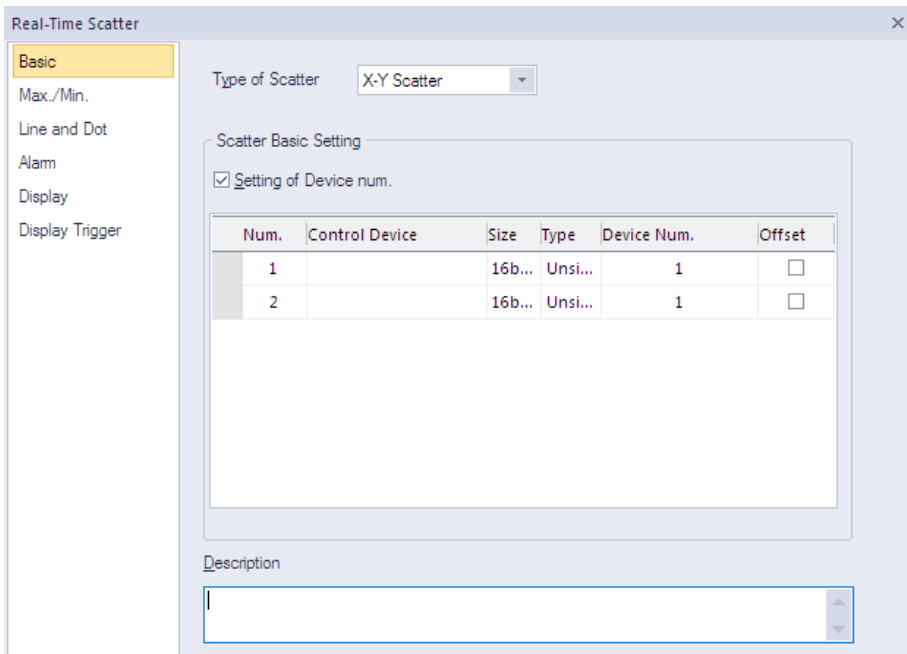 Real-Time Scatter
Basic
Max./Min.
Line and Dot
Alarm
Display
Display Trigger
Type of Scatter X-Y Scatter
Scatter Basic Setting
Setting of Device num.
Num. Control Device Size Type Device Num. Offset
1 16b... Unsi... 1
2 16b... Unsi... 1
Description